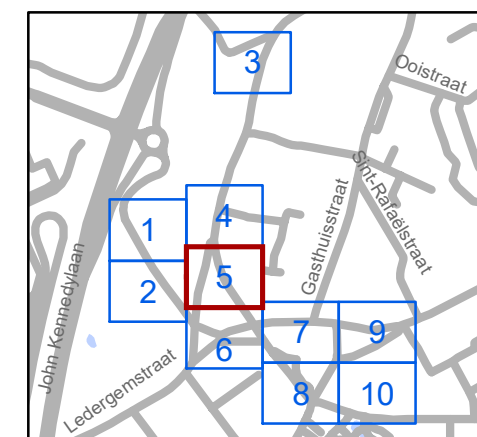 3
Ooistraat
Sint-Rafaëlstraat
Gasthuisstraat
1
4
2
5
John Kennedylaan
7
9
6
Ledergemstraat
8
10